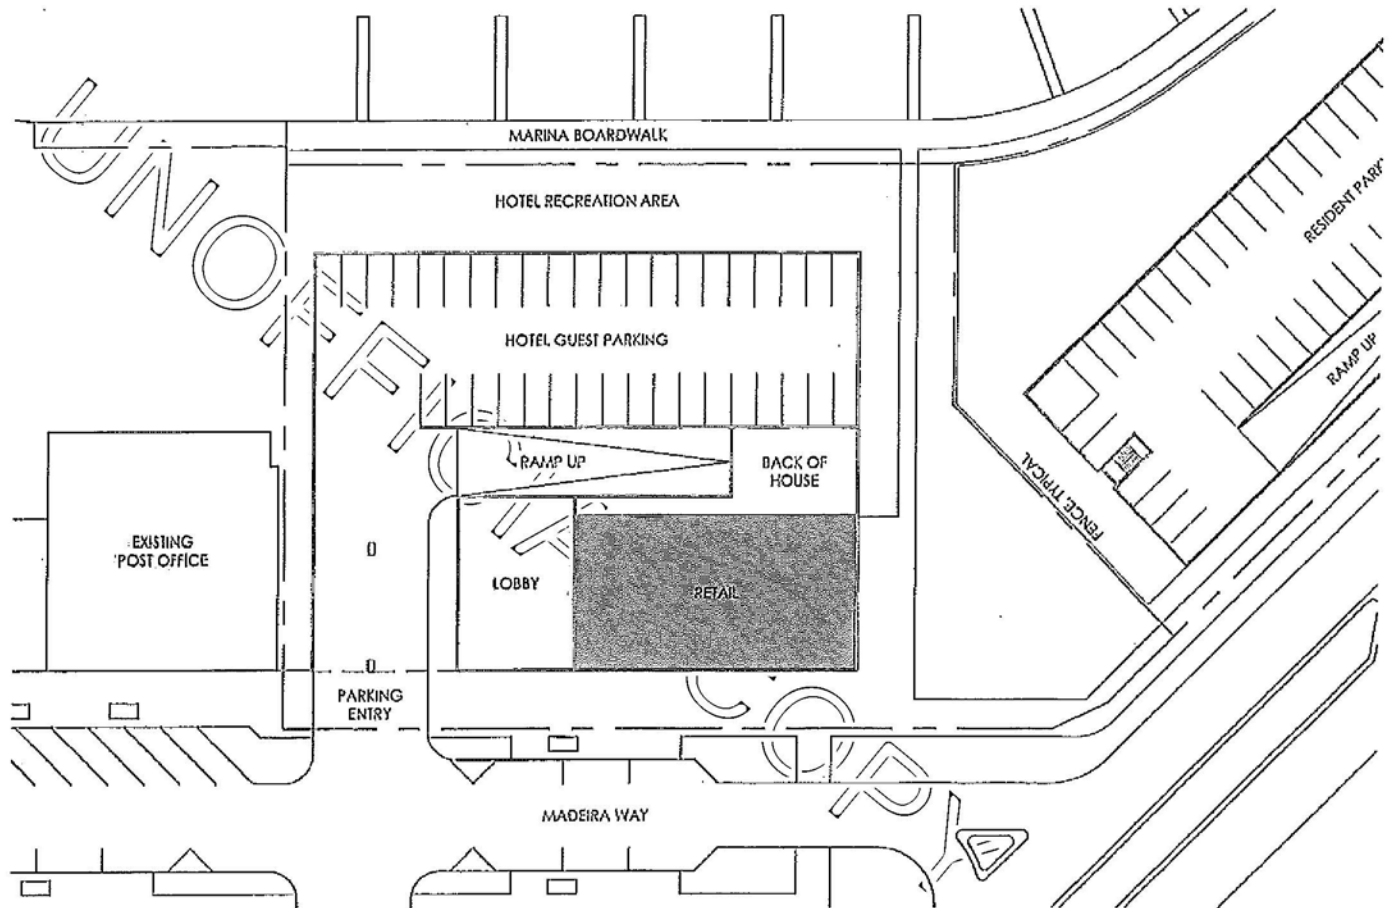 MARINA BOARDWALK
HOTEL RECREATION AREA
RESIDENT PARK
HOTEL GUEST PARKING
RAMP UP
RAMP UP
BACK OF
HOUSE
FENCE, TYPICAL
EXISTING
POST OFFICE
LOBBY
RETAIL
PARKING
ENTRY
MADEIRA WAY
UNOFFICIAL COPY